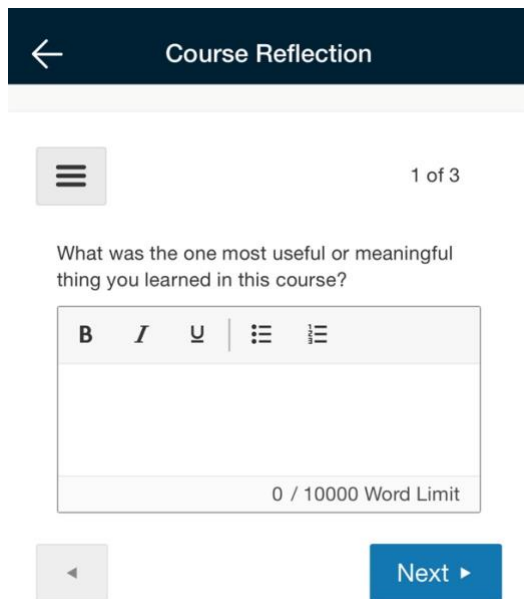 Course Reflection
1 of 3
What was the one most useful or meaningful
thing you learned in this course?
B I U
0 / 10000 Word Limit
Next